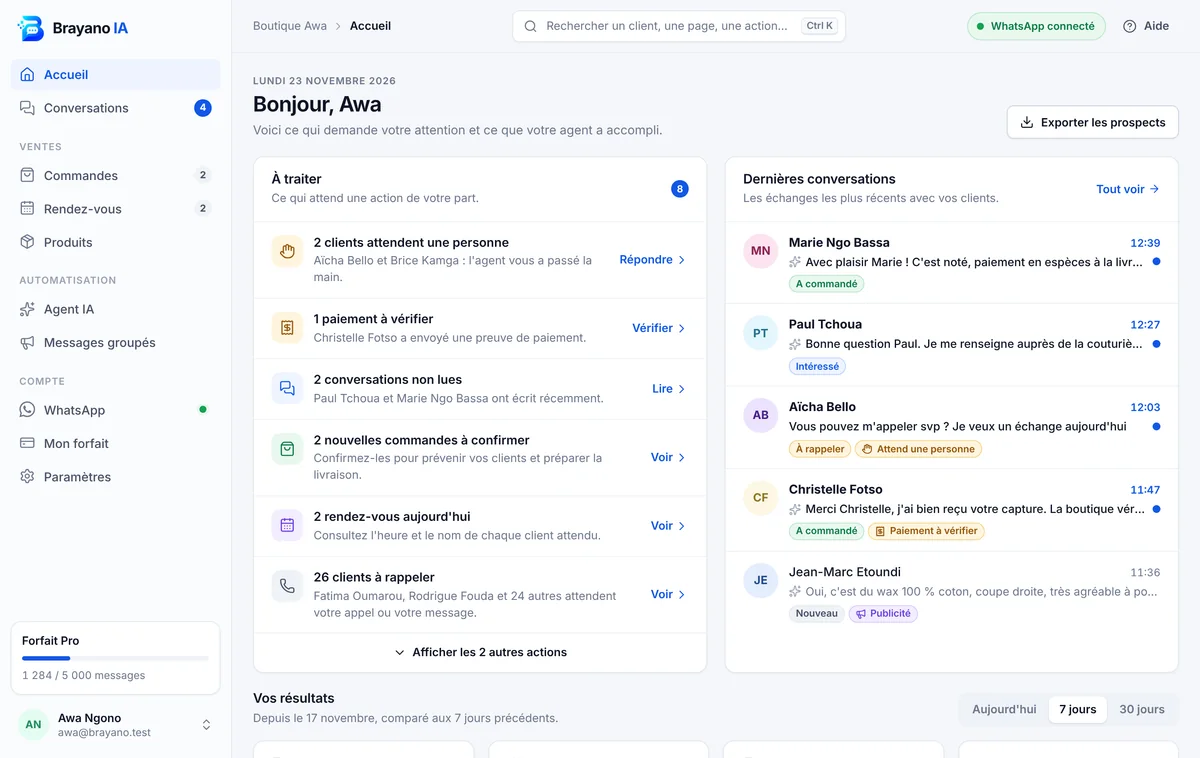 Brayano IA
Accueil
Conversations
4
VENTES
Commandes
2
Rendez-vous
2
Produits
AUTOMATISATION
Agent IA
Messages groupés
COMPTE
WhatsApp
Mon forfait
Paramètres
Forfait Pro
1 284 / 5 000 messages
AN
Awa Ngono
awa@brayano.test
Boutique Awa
Accueil
Rechercher un client, une page, une action...
Ctrl K
WhatsApp connecté
Aide
LUNDI 23 NOVEMBRE 2026
Bonjour, Awa
Voici ce qui demande votre attention et ce que votre agent a accompli.
Exporter les prospects
À traiter
Ce qui attend une action de votre part.
8
2 clients attendent une personne
Aïcha Bello et Brice Kamga : l'agent vous a passé la
main.
Répondre
1 paiement à vérifier
Christelle Fotso a envoyé une preuve de paiement.
Vérifier
2 conversations non lues
Paul Tchoua et Marie Ngo Bassa ont écrit récemment.
Lire
2 nouvelles commandes à confirmer
Confirmez-les pour prévenir vos clients et préparer la
livraison.
Voir
2 rendez-vous aujourd'hui
Consultez l'heure et le nom de chaque client attendu.
Voir
26 clients à rappeler
Fatima Oumarou, Rodrigue Fouda et 24 autres attendent
votre appel ou votre message.
Voir
Afficher les 2 autres actions
Dernières conversations
Les échanges les plus récents avec vos clients.
Tout voir
MN
Marie Ngo Bassa
12:39
Avec plaisir Marie ! C'est noté, paiement en espèces à la livr...
A commandé
PT
Paul Tchoua
12:27
Bonne question Paul. Je me renseigne auprès de la couturiè...
Intéressé
AB
Aïcha Bello
12:03
Vous pouvez m'appeler svp ? Je veux un échange aujourd'hui
À rappeler
Attend une personne
CF
Christelle Fotso
11:47
Merci Christelle, j'ai bien reçu votre capture. La boutique vér...
A commandé
Paiement à vérifier
JE
Jean-Marc Etoundi
11:36
Oui, c'est du wax 100 % coton, coupe droite, très agréable à po...
Nouveau
Publicité
Vos résultats
Depuis le 17 novembre, comparé aux 7 jours précédents.
Aujourd'hui
7 jours
30 jours